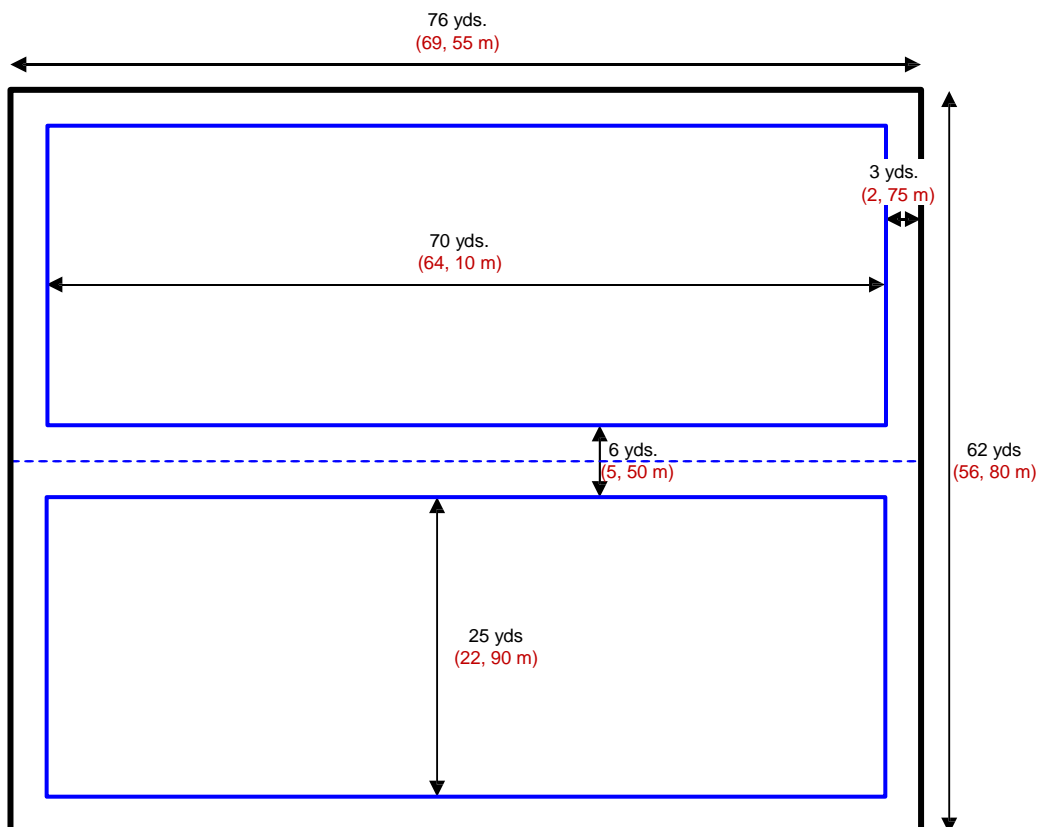 76 yds.
(69, 55 m)
3 yds.
(2, 75 m)
70 yds.
(64, 10 m)
6 yds.
(5, 50 m)
62 yds
(56, 80 m)
25 yds
(22, 90 m)